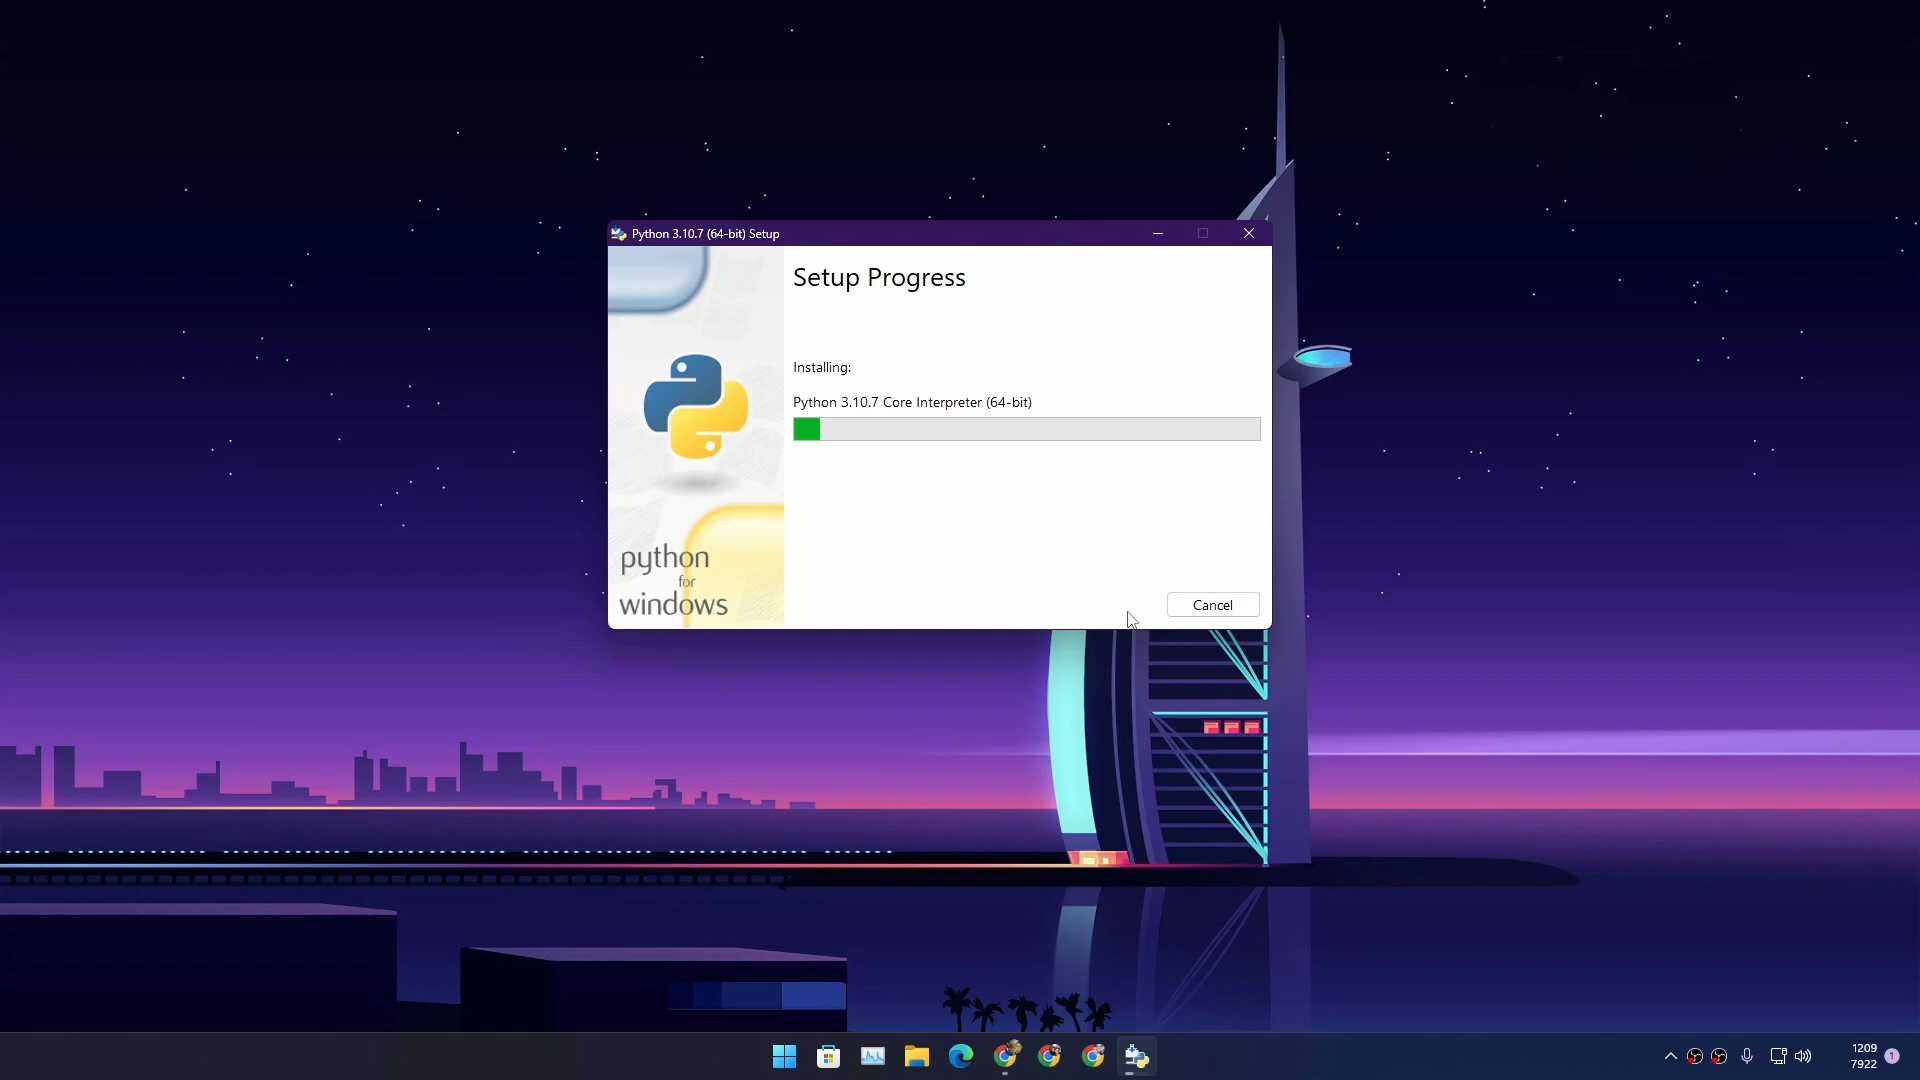 Python 3.10.7 (64-bit) Setup
Setup Progress
Installing:
Python 3.10.7 Core Interpreter (64-bit)
python
for
windows
Cancel
1209
7922
1